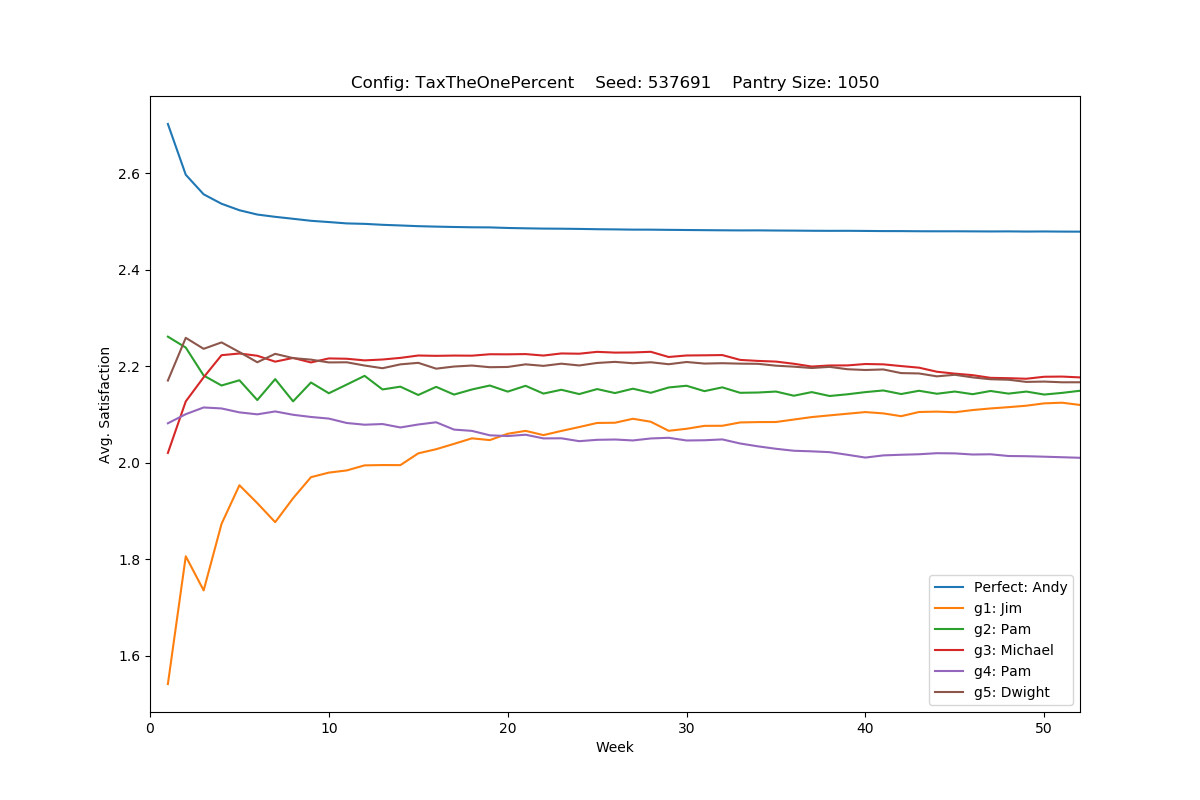 Config: TaxTheOnePercent    Seed: 537691    Pantry Size: 1050
Avg. Satisfaction
2.6
2.4
2.2
2.0
1.8
1.6
Perfect: Andy
g1: Jim
g2: Pam
g3: Michael
g4: Pam
g5: Dwight
0 10 20 30 40 50
Week